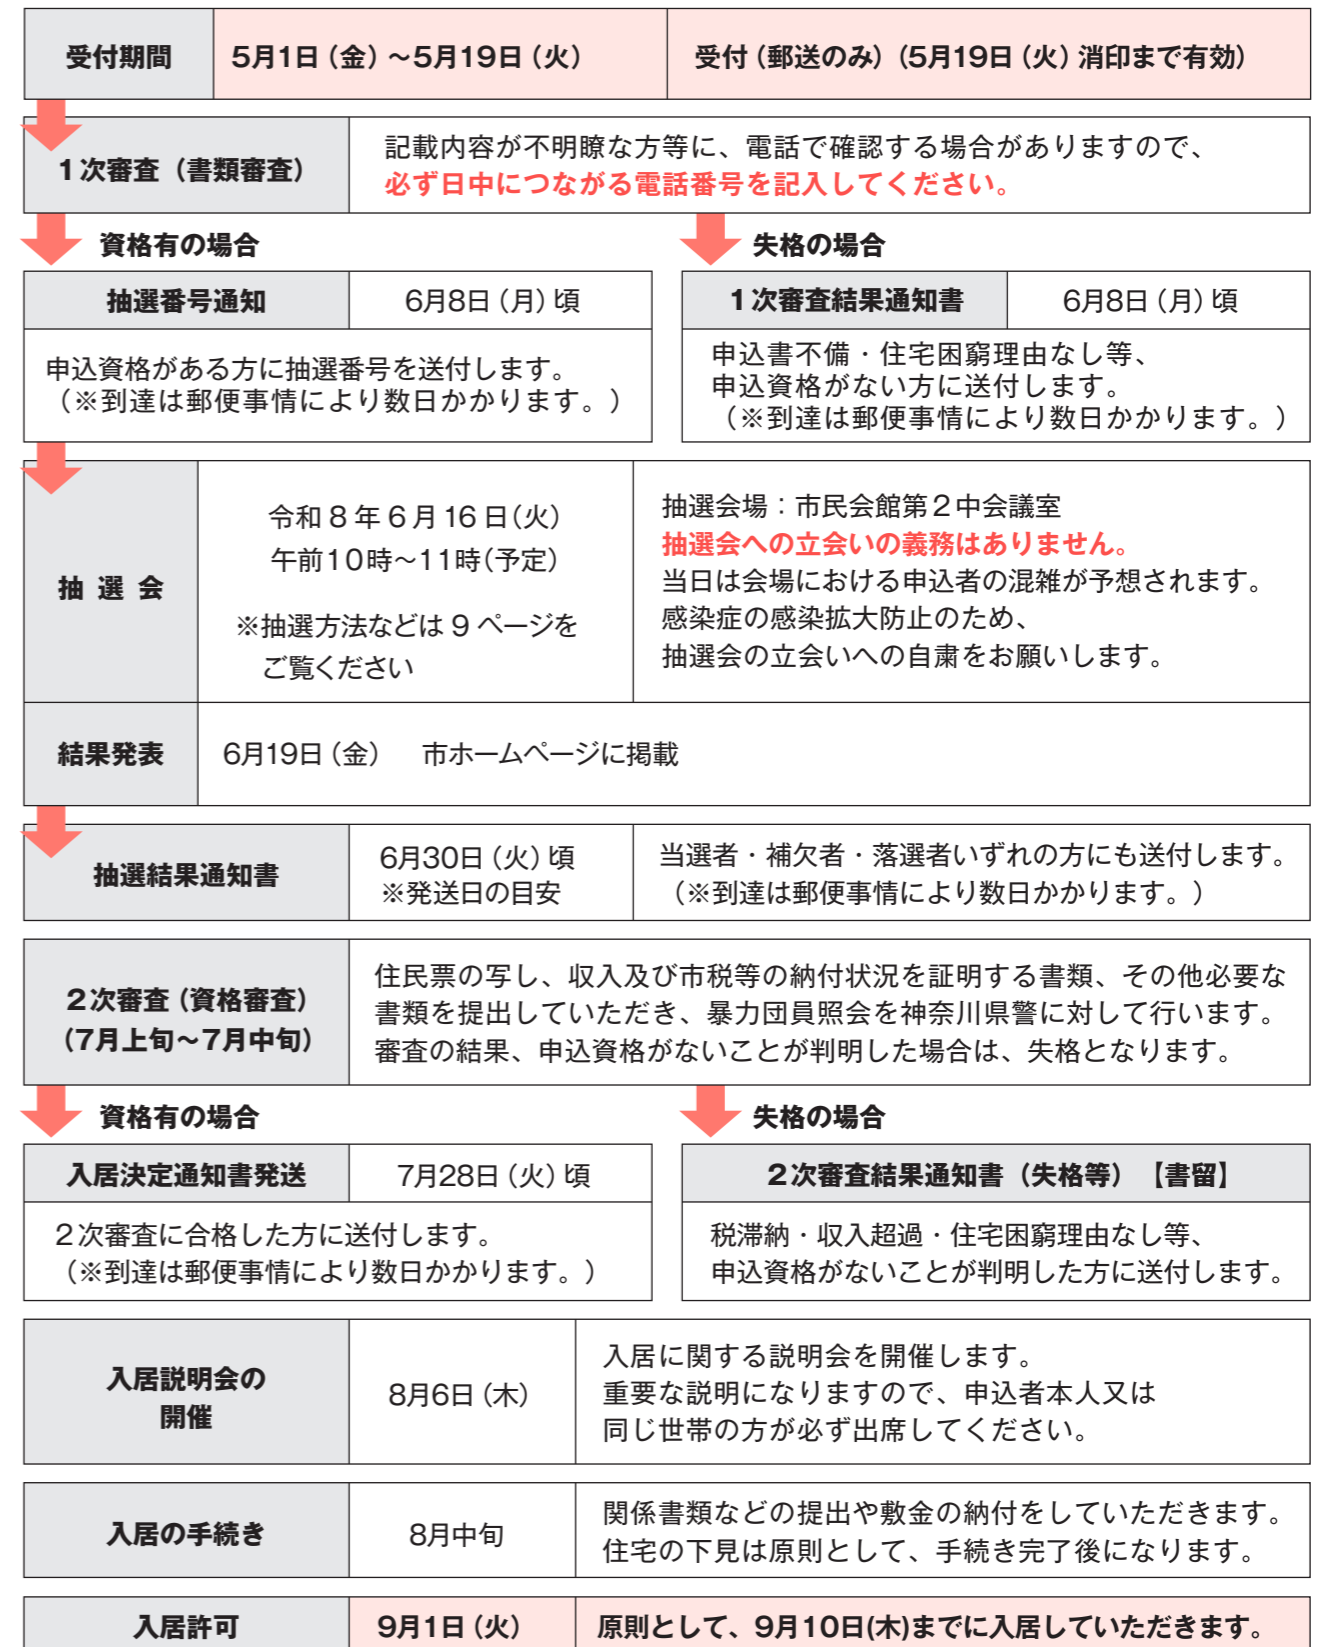 受付期間
5月1日（金）～5月19日（火）
受付（郵送のみ）（5月19日（火）消印まで有効）
1次審査（書類審査）
記載内容が不明瞭な方等に、電話で確認する場合がありますので、
必ず日中につながる電話番号を記入してください。
資格有の場合
抽選番号通知
6月8日（月）頃
申込資格がある方に抽選番号を送付します。
（※到達は郵便事情により数日かかります。）
失格の場合
1次審査結果通知書
6月8日（月）頃
申込書不備・住宅困窮理由なし等、
申込資格がない方に送付します。
（※到達は郵便事情により数日かかります。）
抽 選 会
令和8年6月16日（火）
午前10時～11時（予定）
※抽選方法などは9ページを
ご覧ください
抽選会場：市民会館第2中会議室
抽選会への立会いの義務はありません。
当日は会場における申込者の混雑が予想されます。
感染症の感染拡大防止のため、
抽選会の立会いへの自粛をお願いします。
結果発表
6月19日（金）　市ホームページに掲載
抽選結果通知書
6月30日（火）頃
※発送日の目安
当選者・補欠者・落選者いずれの方にも送付します。
（※到達は郵便事情により数日かかります。）
2次審査（資格審査）
（7月上旬～7月中旬）
住民票の写し、収入及び市税等の納付状況を証明する書類、その他必要な
書類を提出していただき、暴力団員照会を神奈川県警に対して行います。
審査の結果、申込資格がないことが判明した場合は、失格となります。
資格有の場合
入居決定通知書発送
7月28日（火）頃
2次審査に合格した方に送付します。
（※到達は郵便事情により数日かかります。）
失格の場合
2次審査結果通知書（失格等）【書留】
税滞納・収入超過・住宅困窮理由なし等、
申込資格がないことが判明した方に送付します。
入居説明会の
開催
8月6日（木）
入居に関する説明会を開催します。
重要な説明になりますので、申込者本人又は
同じ世帯の方が必ず出席してください。
入居の手続き
8月中旬
関係書類などの提出や敷金の納付をしていただきます。
住宅の下見は原則として、手続き完了後になります。
入居許可
9月1日（火）
原則として、9月10日(木)までに入居していただきます。